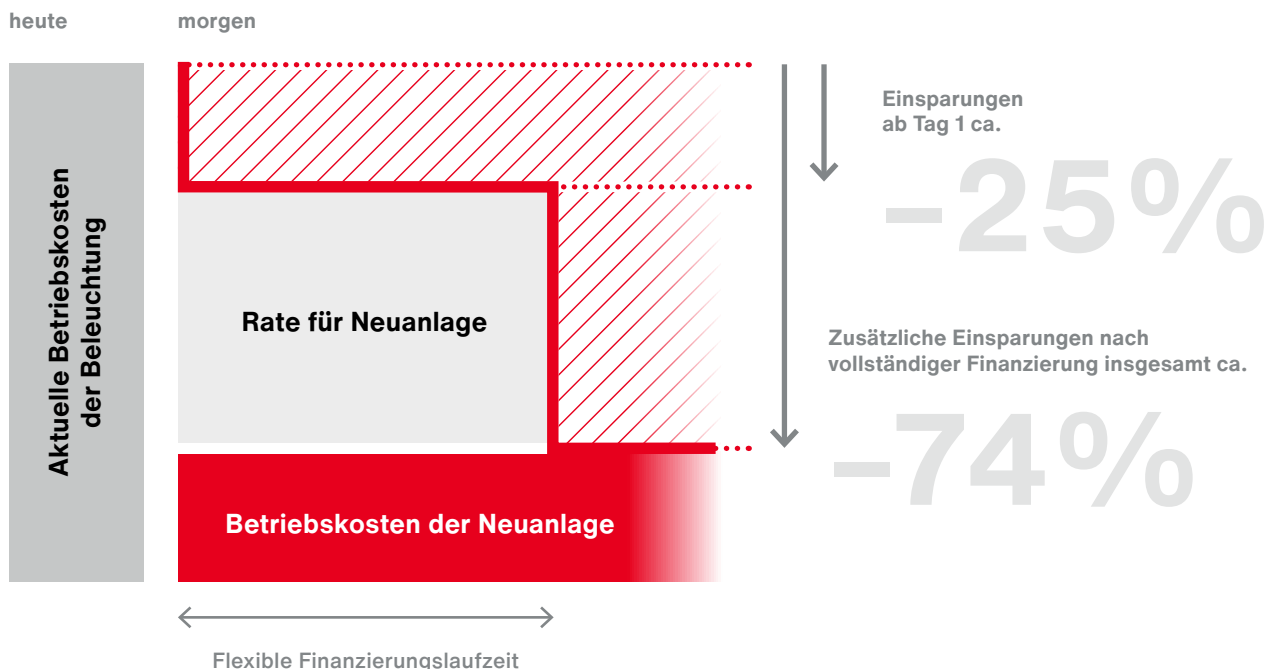 heute
morgen
Aktuelle Betriebskosten
der Beleuchtung
Rate für Neuanlage
Betriebskosten der Neuanlage
Flexible Finanzierungslaufzeit
Einsparungen
ab Tag 1 ca.
–25%
Zusätzliche Einsparungen nach
vollständiger Finanzierung insgesamt ca.
–74%